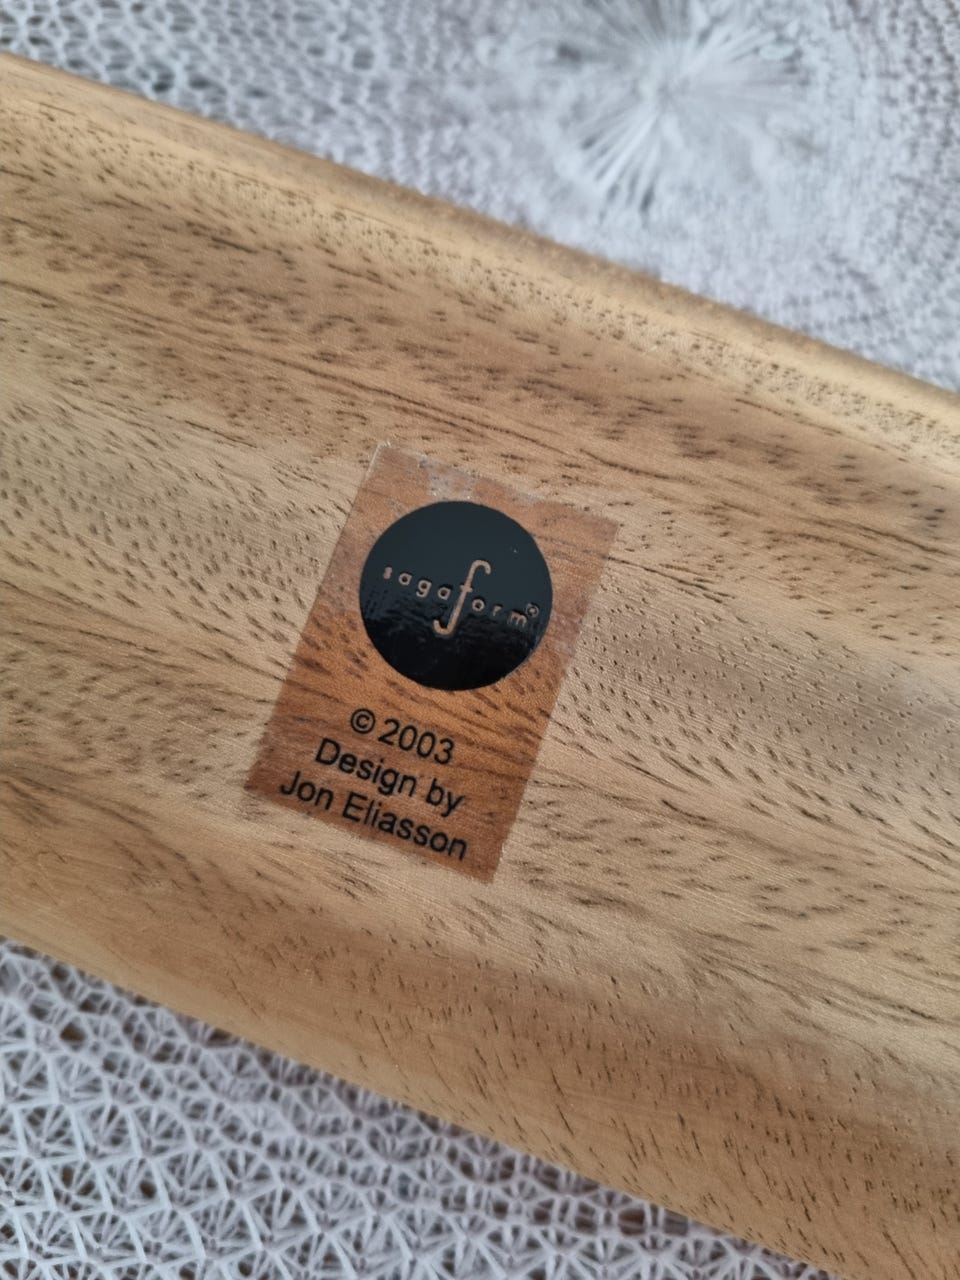 sagaform®
© 2003
Design by
Jon Eliasson